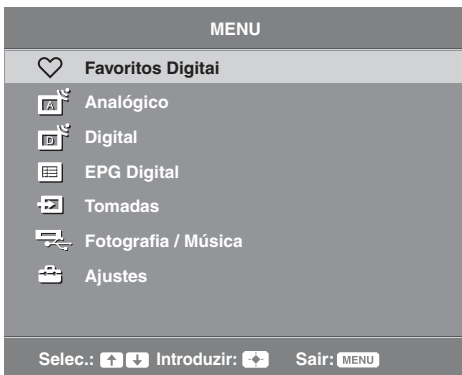 MENU
Favoritos Digitai
Analógico
Digital
EPG Digital
Tomadas
Fotografia / Música
Ajustes
Selec.: Introduzir: Sair: MENU